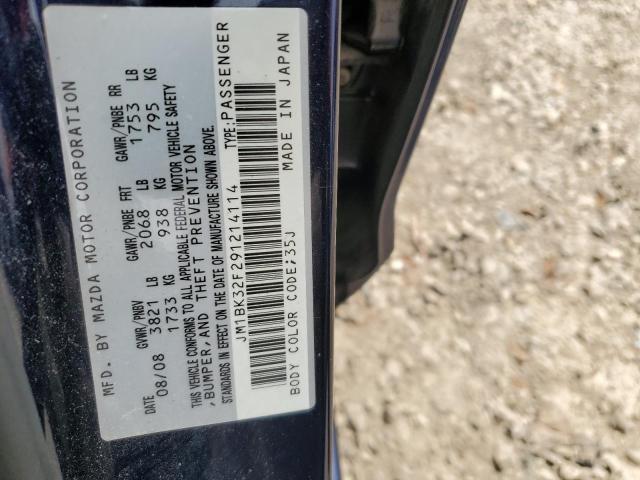 MFD. BY MAZDA MOTOR CORPORATION
DATE GVWR/PNBV GAWR/PNBE FRT GAWR/PNBE RR
08/08 3821 LB 2068 LB 1753 LB
1733 KG 938 KG 795 KG
THIS VEHICLE CONFORMS TO ALL APPLICABLE FEDERAL MOTOR VEHICLE SAFETY
,BUMPER,AND THEFT PREVENTION
STANDARDS IN EFFECT ON THE DATE OF MANUFACTURE SHOWN ABOVE.
JM1BK32F291214114 TYPE:PASSENGER
BODY COLOR CODE;35J MADE IN JAPAN